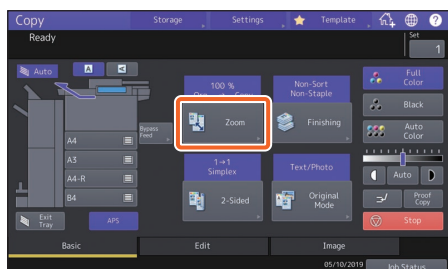 Copy
Storage
Settings
Template
Ready
Set
1
Auto
A
100 %
Non-Sort
Non-Staple
Zoom
Finishing
Bypass
Feed
A4
A3
A4-R
B4
1→1
Simplex
Text/Photo
2-Sided
Original
Mode
Exit
Tray
APS
Full
Color
Black
Auto
Color
Auto
Proof
Copy
Stop
Basic
Edit
Image
05/10/2019
Job Status